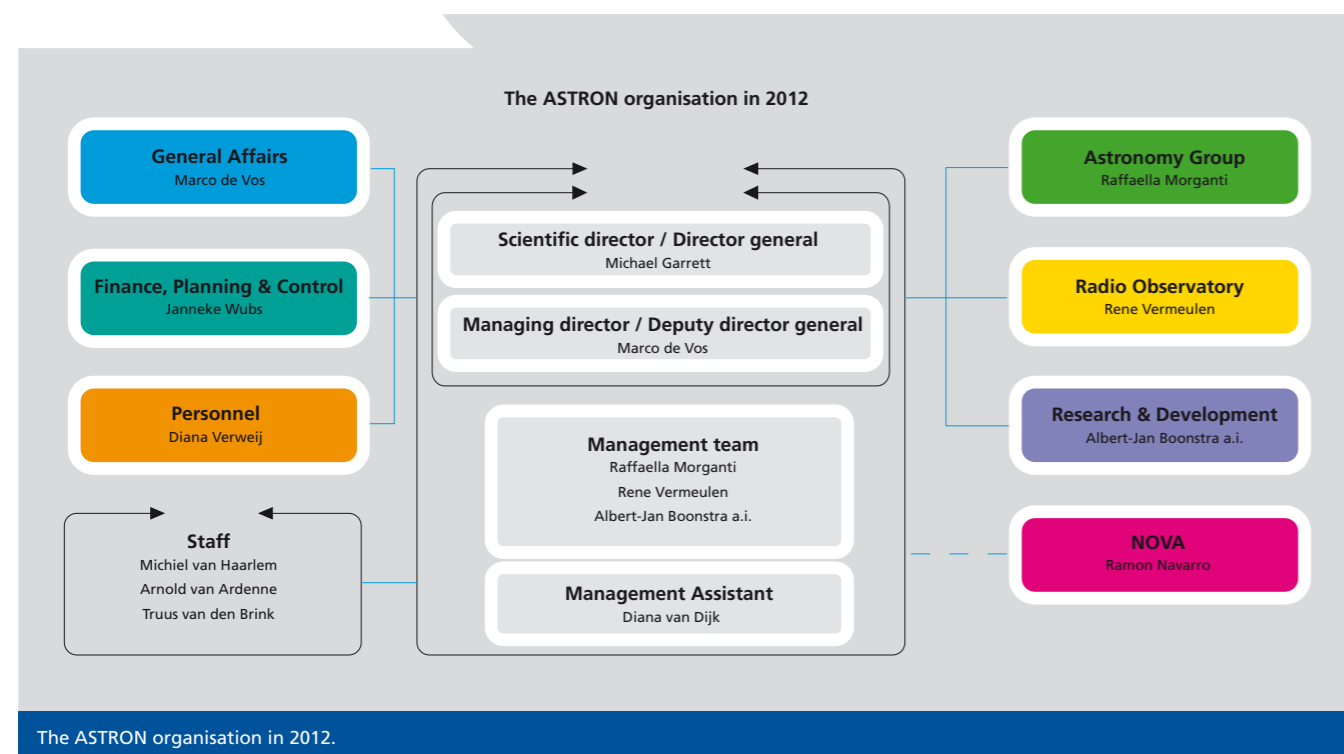 The ASTRON organisation in 2012
General Affairs
Marco de Vos
Finance, Planning & Control
Janneke Wubs
Personnel
Diana Verweij
Staff
Michiel van Haarlem
Arnold van Ardenne
Truus van den Brink
Scientific director / Director general
Michael Garrett
Managing director / Deputy director general
Marco de Vos
Management team
Raffaella Morganti
Rene Vermeulen
Albert-Jan Boonstra a.i.
Management Assistant
Diana van Dijk
Astronomy Group
Raffaella Morganti
Radio Observatory
Rene Vermeulen
Research & Development
Albert-Jan Boonstra a.i.
NOVA
Ramon Navarro
The ASTRON organisation in 2012.